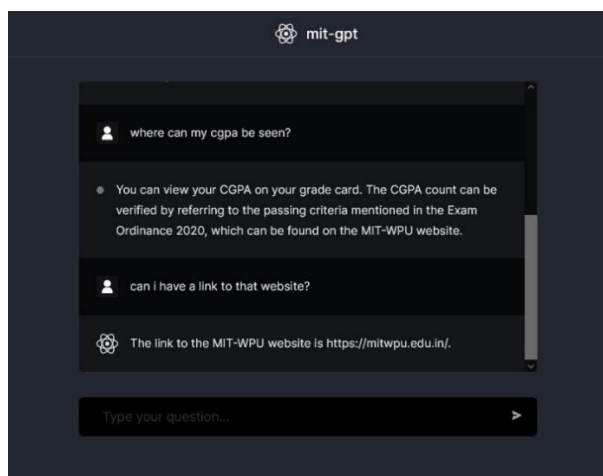 mit-gpt
where can my cgpa be seen?
You can view your CGPA on your grade card. The CGPA count can be
verified by referring to the passing criteria mentioned in the Exam
Ordinance 2020, which can be found on the MIT-WPU website.
can i have a link to that website?
The link to the MIT-WPU website is https://mitwpu.edu.in/.
Type your question...